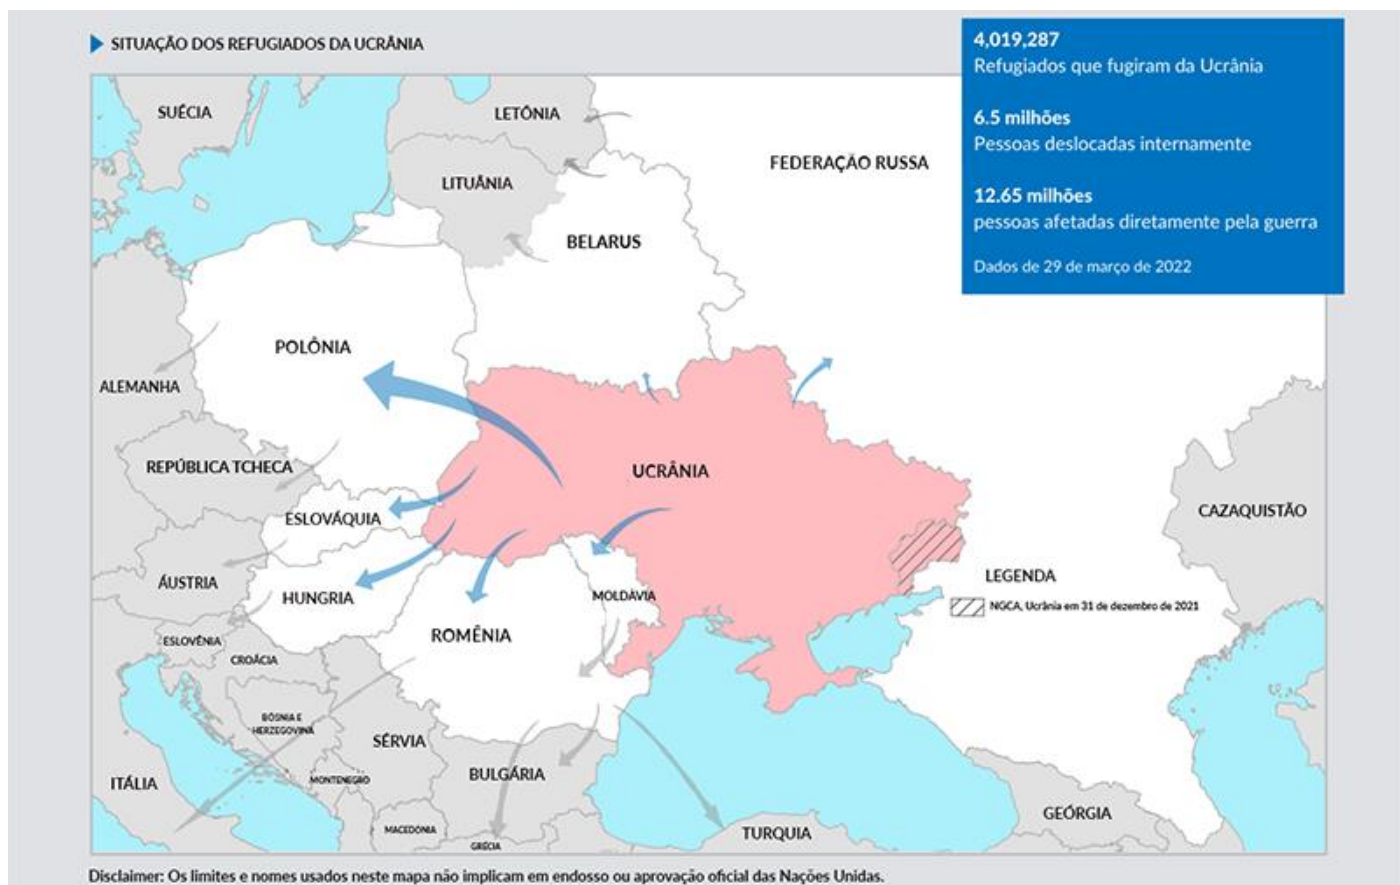 SITUAÇÃO DOS REFUGIADOS DA UCRÂNIA
4,019,287
Refugiados que fugiram da Ucrânia
6.5 milhões
Pessoas deslocadas internamente
12.65 milhões
pessoas afetadas diretamente pela guerra
Dados de 29 de março de 2022
SUÉCIA
LETÔNIA
FEDERAÇÃO RUSSA
LITUÂNIA
BELARUS
POLÔNIA
ALEMANHA
REPÚBLICA TCHECA
UCRÂNIA
ESLOVÁQUIA
CAZAQUISTÃO
ÁUSTRIA
HUNGRIA
MOLDÁVIA
LEGENDA
NGCA, Ucrânia em 31 de dezembro de 2021
ROMÊNIA
ESLOVÊNIA
CROÁCIA
BÓSNIA E
HERZEGOVINA
SÉRVIA
ITÁLIA
MONTENEGRO
BULGÁRIA
GEÓRGIA
MACEDONIA
TURQUIA
GRÉCIA
Disclaimer: Os limites e nomes usados neste mapa não implicam em endosso ou aprovação oficial das Nações Unidas.